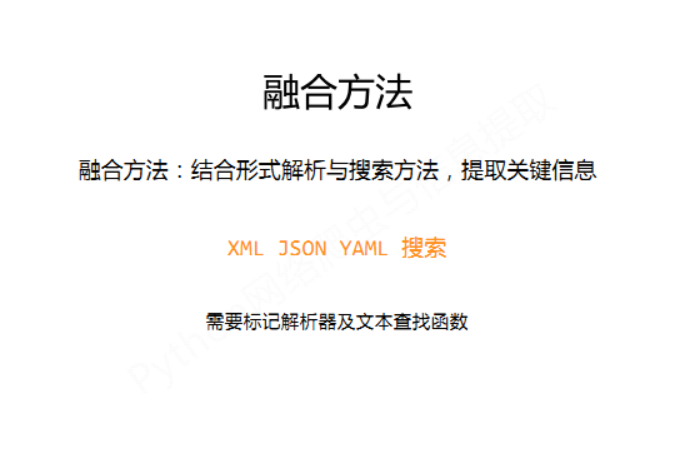 融合方法
融合方法：结合形式解析与搜索方法，提取关键信息
XML JSON YAML 搜索
需要标记解析器及文本查找函数
Python网络爬虫与信息提取